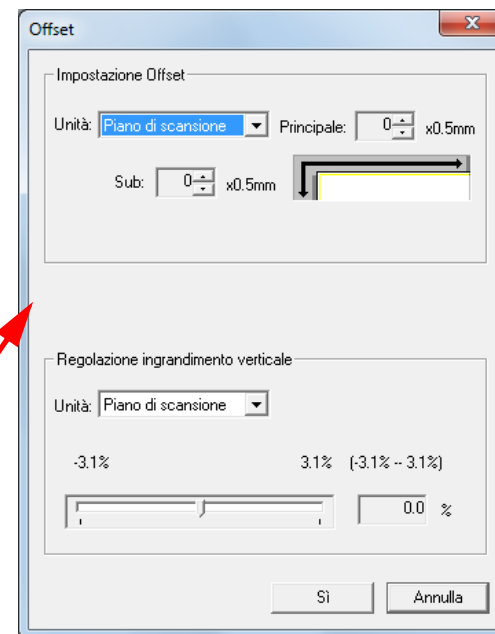 Offset
Impostazione Offset
Unità: Piano di scansione Principale: 0 x0.5mm
Sub: 0 x0.5mm
Regolazione ingrandimento verticale
Unità: Piano di scansione
-3.1% 3.1% (-3.1% -- 3.1%)
0.0 %
Sì Annulla